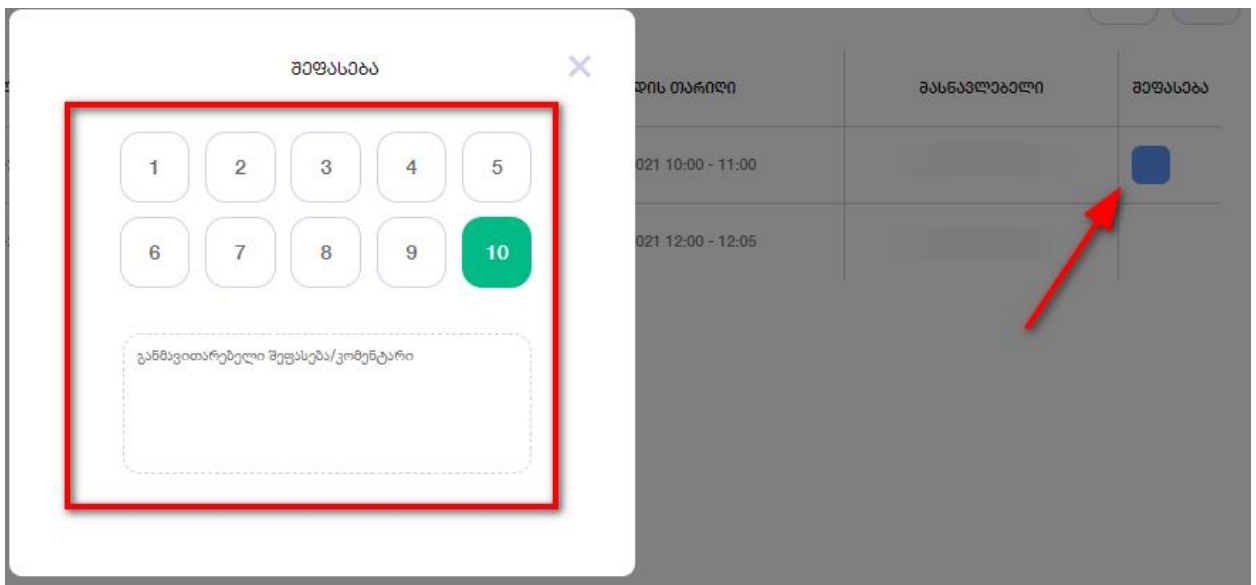 შეფასება
1 2 3 4 5
6 7 8 9 10
განმავითარებელი შეფასება/კომენტარი
თარიღი მასწავლებელი შეფასება
021 10:00 - 11:00
021 12:00 - 12:05